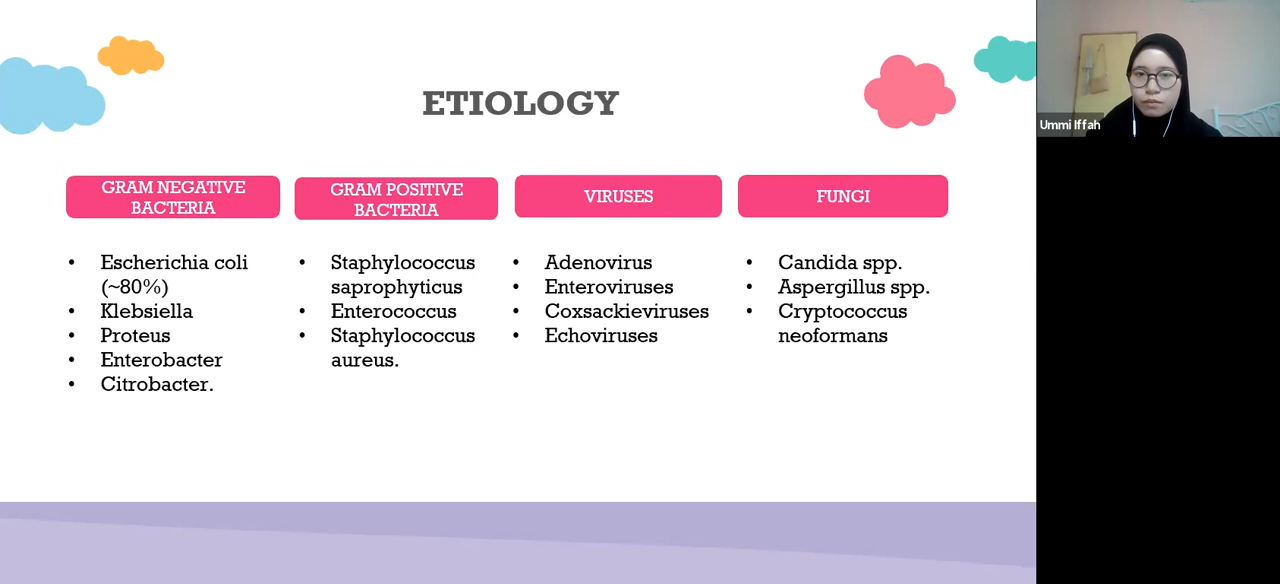 ETIOLOGY
GRAM NEGATIVE
BACTERIA
• Escherichia coli
(~80%)
• Klebsiella
• Proteus
• Enterobacter
• Citrobacter.
GRAM POSITIVE
BACTERIA
• Staphylococcus
saprophyticus
• Enterococcus
• Staphylococcus
aureus.
VIRUSES
• Adenovirus
• Enteroviruses
• Coxsackieviruses
• Echoviruses
FUNGI
• Candida spp.
• Aspergillus spp.
• Cryptococcus
neoformans
Ummi Iffah